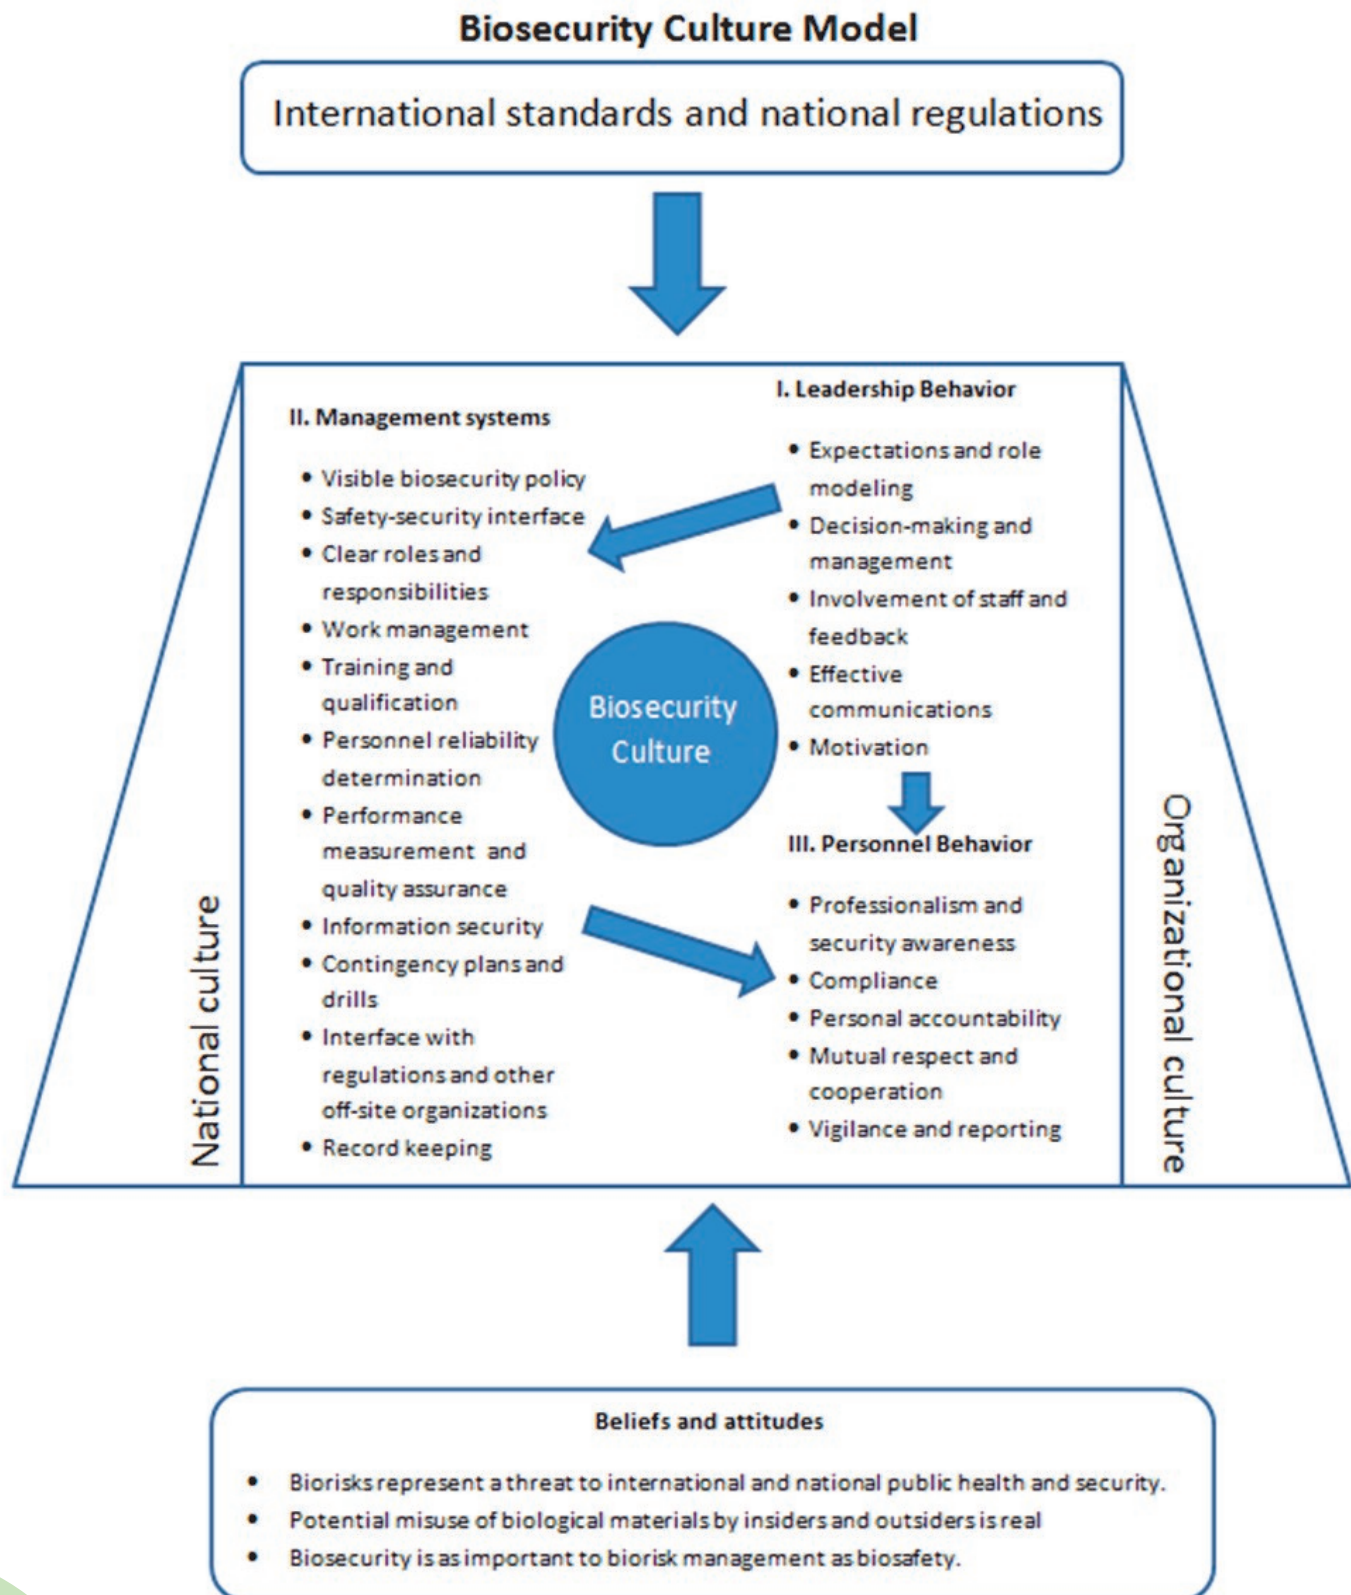 Biosecurity Culture Model
International standards and national regulations
I. Leadership Behavior
• Expectations and role
modeling
• Decision-making and
management
• Involvement of staff and
feedback
• Effective
communications
• Motivation
II. Management systems
• Visible biosecurity policy
• Safety-security interface
• Clear roles and
responsibilities
• Work management
• Training and
qualification
• Personnel reliability
determination
• Performance
measurement and
quality assurance
• Information security
• Contingency plans and
drills
• Interface with
regulations and other
off-site organizations
• Record keeping
Biosecurity
Culture
III. Personnel Behavior
• Professionalism and
security awareness
• Compliance
• Personal accountability
• Mutual respect and
cooperation
• Vigilance and reporting
National culture
Organizational culture
Beliefs and attitudes
• Biorisks represent a threat to international and national public health and security.
• Potential misuse of biological materials by insiders and outsiders is real
• Biosecurity is as important to biorisk management as biosafety.